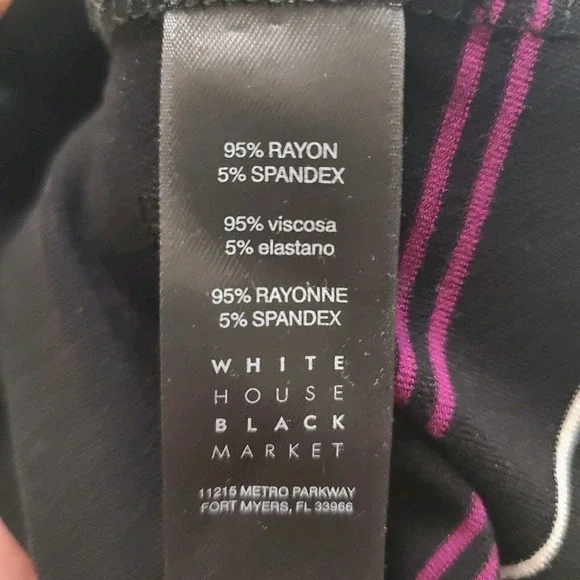 95% RAYON
5% SPANDEX
95% viscosa
5% elastano
95% RAYONNE
5% SPANDEX
WHITE
HOUSE
BLACK
MARKET
11215 METRO PARKWAY
FORT MYERS, FL 33966